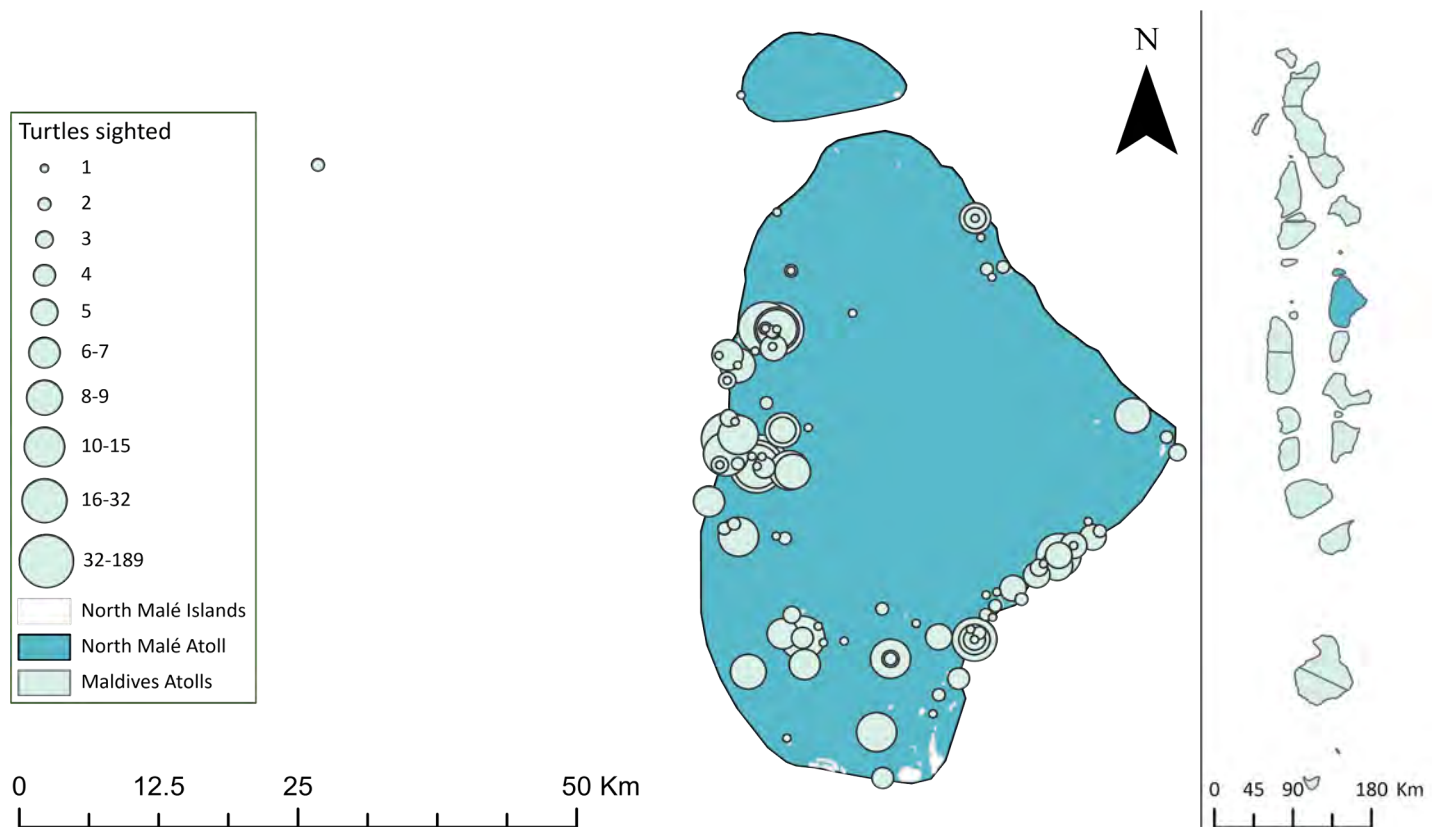 N
Turtles sighted
1
2
3
4
5
6-7
8-9
10-15
16-32
32-189
North Malé Islands
North Malé Atoll
Maldives Atolls
0 12.5 25 50 Km
0 45 90 180 Km